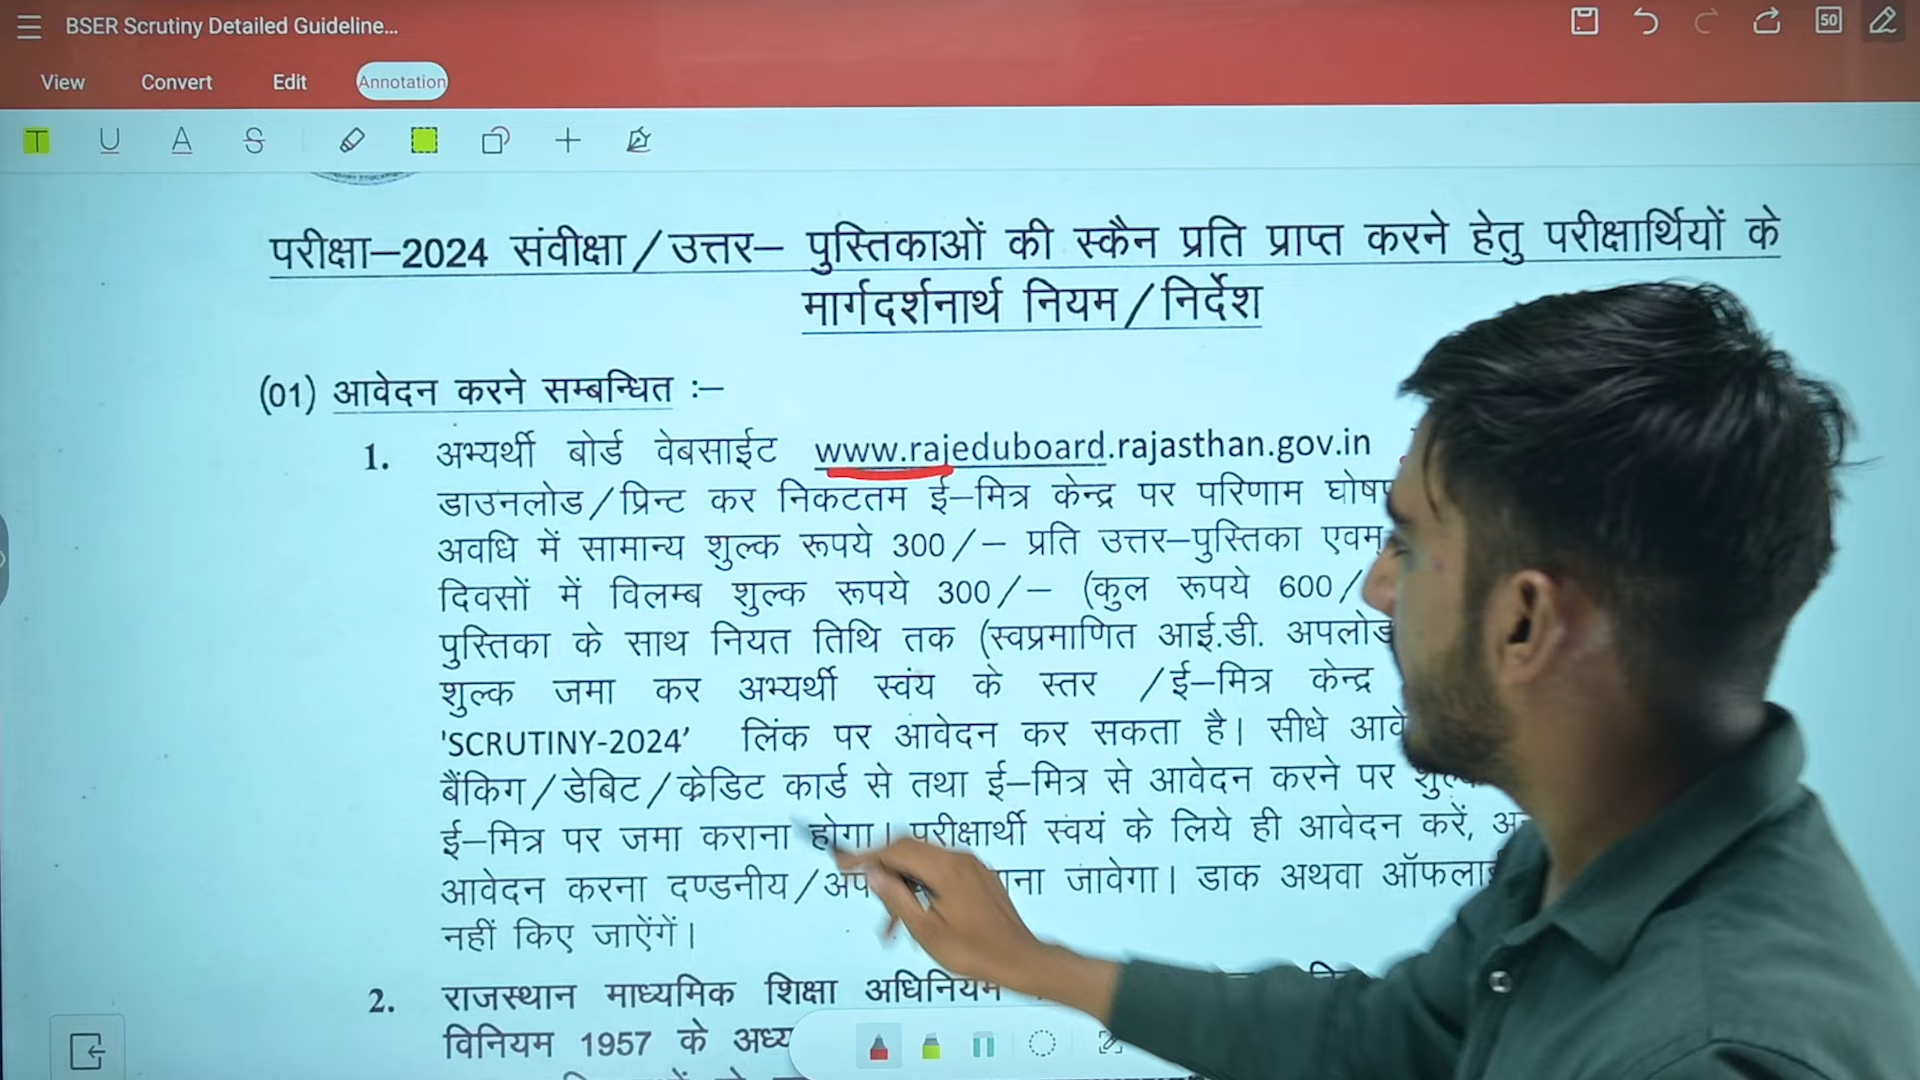 BSER Scrutiny Detailed Guideline...
50
View Convert Edit Annotation
परीक्षा–2024 संवीक्षा/उत्तर– पुस्तिकाओं की स्कैन प्रति प्राप्त करने हेतु परीक्षार्थियों के
मार्गदर्शनार्थ नियम/निर्देश
(01) आवेदन करने सम्बन्धित :–
1. अभ्यर्थी बोर्ड वेबसाईट www.rajeduboard.rajasthan.gov.in
डाउनलोड/प्रिन्ट कर निकटतम ई–मित्र केन्द्र पर परिणाम
अवधि में सामान्य शुल्क रूपये 300/– प्रति उत्तर–पुस्तिका एवम
दिवसों में विलम्ब शुल्क रूपये 300/– (कुल रूपये 600/
पुस्तिका के साथ नियत तिथि तक (स्वप्रमाणित आई.डी. अपलोड
शुल्क जमा कर अभ्यर्थी स्वंय के स्तर /ई–मित्र केन्द्र
'SCRUTINY-2024' लिंक पर आवेदन कर सकता है। सीधे
बैंकिग/डेबिट/क्रेडिट कार्ड से तथा ई–मित्र से आवेदन करने पर
ई–मित्र पर जमा कराना होगा। परीक्षार्थी स्वयं के लिये ही आवेदन करें,
आवेदन करना दण्डनीय/ जावेगा। डाक अथवा
नहीं किए जाऐंगें।
2. राजस्थान माध्यमिक शिक्षा अधिनियम
विनियम 1957 के